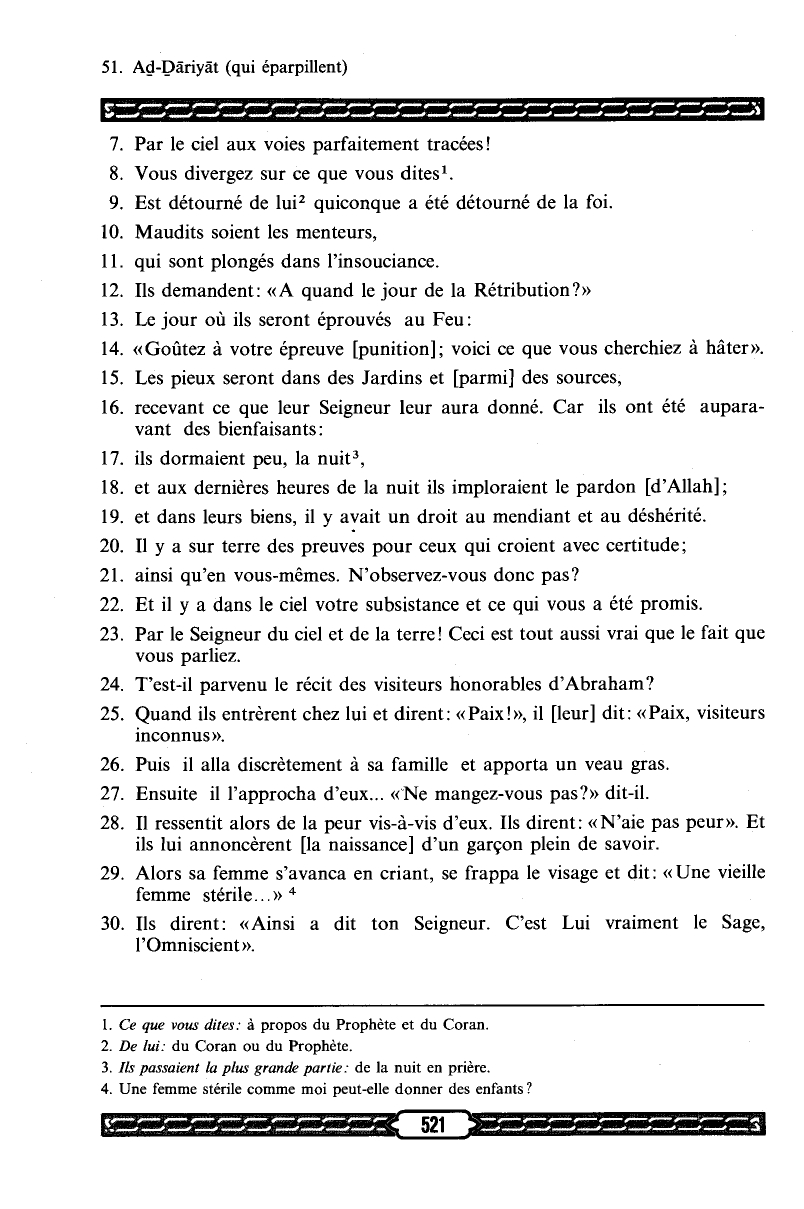 51. Aḏ-Ḏāriyāt (qui éparpillent)
7. Par le ciel aux voies parfaitement tracées!
8. Vous divergez sur ce que vous dites¹.
9. Est détourné de lui² quiconque a été détourné de la foi.
10. Maudits soient les menteurs,
11. qui sont plongés dans l'insouciance.
12. Ils demandent: «A quand le jour de la Rétribution?»
13. Le jour où ils seront éprouvés au Feu:
14. «Goûtez à votre épreuve [punition]; voici ce que vous cherchiez à hâter».
15. Les pieux seront dans des Jardins et [parmi] des sources,
16. recevant ce que leur Seigneur leur aura donné. Car ils ont été aupara-
vant des bienfaisants:
17. ils dormaient peu, la nuit³,
18. et aux dernières heures de la nuit ils imploraient le pardon [d'Allah];
19. et dans leurs biens, il y avait un droit au mendiant et au déshérité.
20. Il y a sur terre des preuves pour ceux qui croient avec certitude;
21. ainsi qu'en vous-mêmes. N'observez-vous donc pas?
22. Et il y a dans le ciel votre subsistance et ce qui vous a été promis.
23. Par le Seigneur du ciel et de la terre! Ceci est tout aussi vrai que le fait que
vous parliez.
24. T'est-il parvenu le récit des visiteurs honorables d'Abraham?
25. Quand ils entrèrent chez lui et dirent: «Paix!», il [leur] dit: «Paix, visiteurs
inconnus».
26. Puis il alla discrètement à sa famille et apporta un veau gras.
27. Ensuite il l'approcha d'eux... «Ne mangez-vous pas?» dit-il.
28. Il ressentit alors de la peur vis-à-vis d'eux. Ils dirent: «N'aie pas peur». Et
ils lui annoncèrent [la naissance] d'un garçon plein de savoir.
29. Alors sa femme s'avanca en criant, se frappa le visage et dit: «Une vieille
femme stérile...» ⁴
30. Ils dirent: «Ainsi a dit ton Seigneur. C'est Lui vraiment le Sage,
l'Omniscient».
1. Ce que vous dites: à propos du Prophète et du Coran.
2. De lui: du Coran ou du Prophète.
3. Ils passaient la plus grande partie: de la nuit en prière.
4. Une femme stérile comme moi peut-elle donner des enfants?
521